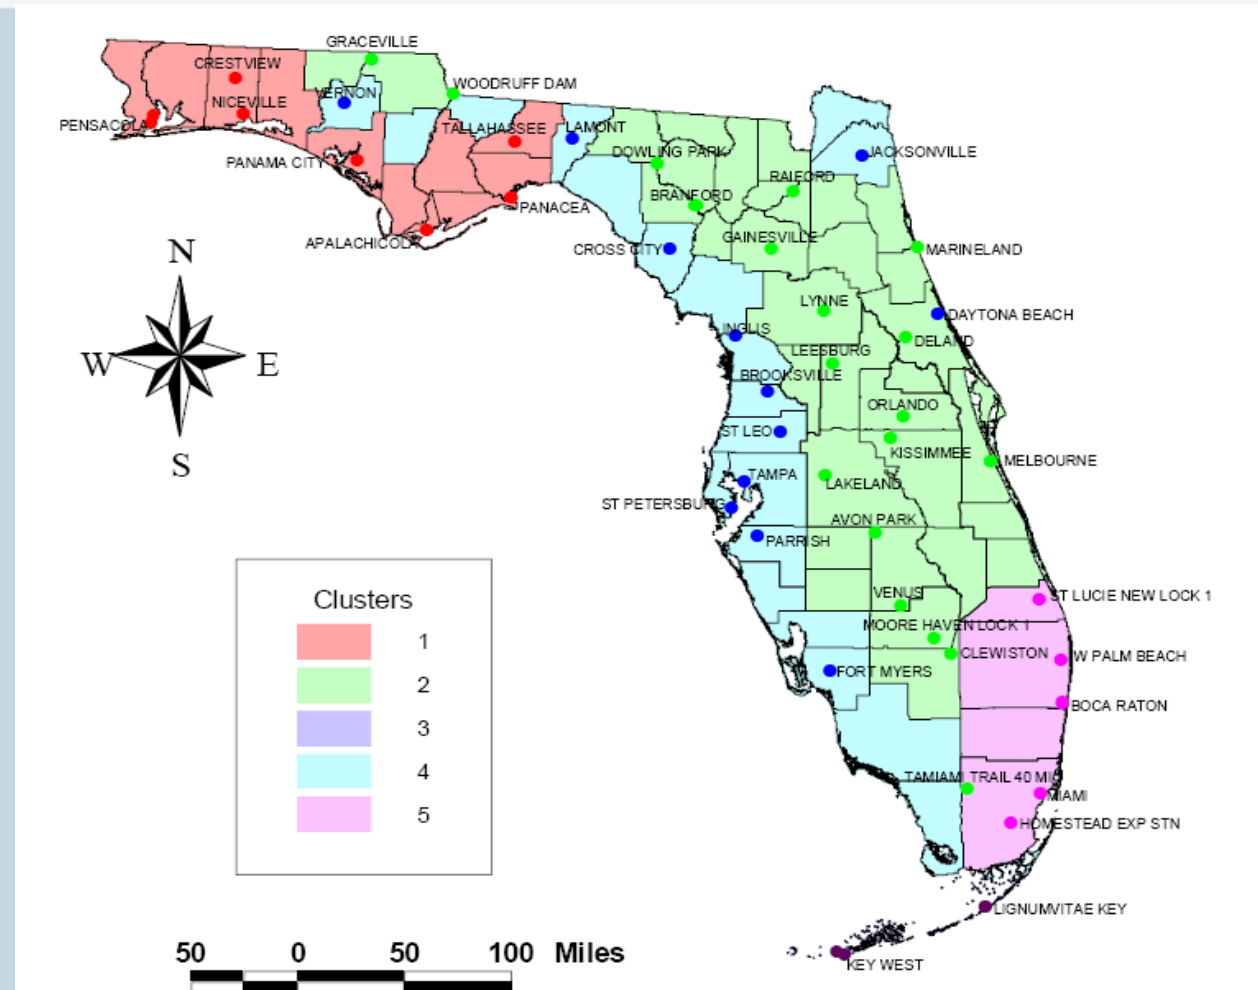 GRACEVILLE
CRESTVIEW
WOODRUFF DAM
VERNON
NICEVILLE
PENSACOLA
TALLAHASSEE
LAMONT
DOWLING PARK
JACKSONVILLE
PANAMA CITY
RAIFORD
BRANFORD
PANACEA
APALACHICOLA
GAINESVILLE
CROSS CITY
MARINELAND
N
W
E
S
LYNNE
DAYTONA BEACH
INGLIS
DELAND
LEESBURG
BROOKSVILLE
ORLANDO
ST LEO
KISSIMMEE
MELBOURNE
TAMPA
LAKELAND
ST PETERSBURG
AVON PARK
PARRISH
VENUS
ST LUCIE NEW LOCK 1
MOORE HAVEN LOCK 1
CLEWISTON
W PALM BEACH
FORT MYERS
BOCA RATON
TAMIAMI TRAIL 40 MI
MIAMI
HOMESTEAD EXP STN
LIGNUMVITAE KEY
KEY WEST
Clusters
1
2
3
4
5
50 0 50 100 Miles